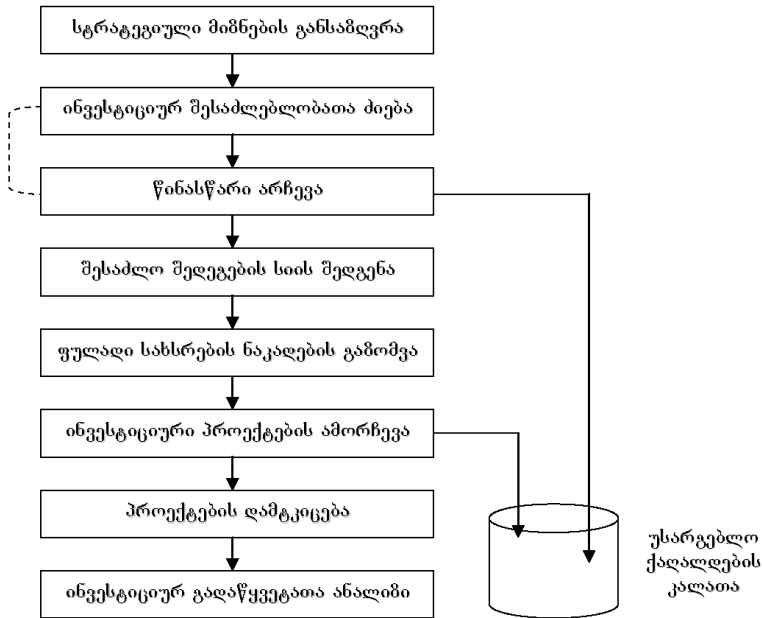 სტრატეგიული მიზნების განსაზღვრა
ინვესტიციურ შესაძლებლობათა ძიება
წინასწარი არჩევა
შესაძლო შედეგების სიის შედგენა
ფულადი სახსრების ნაკადების გაზომვა
ინვესტიციური პროექტების ამორჩევა
პროექტების დამტკიცება
ინვესტიციურ გადაწყვეტათა ანალიზი
უსარგებლო
ქაღალდების
კალათა